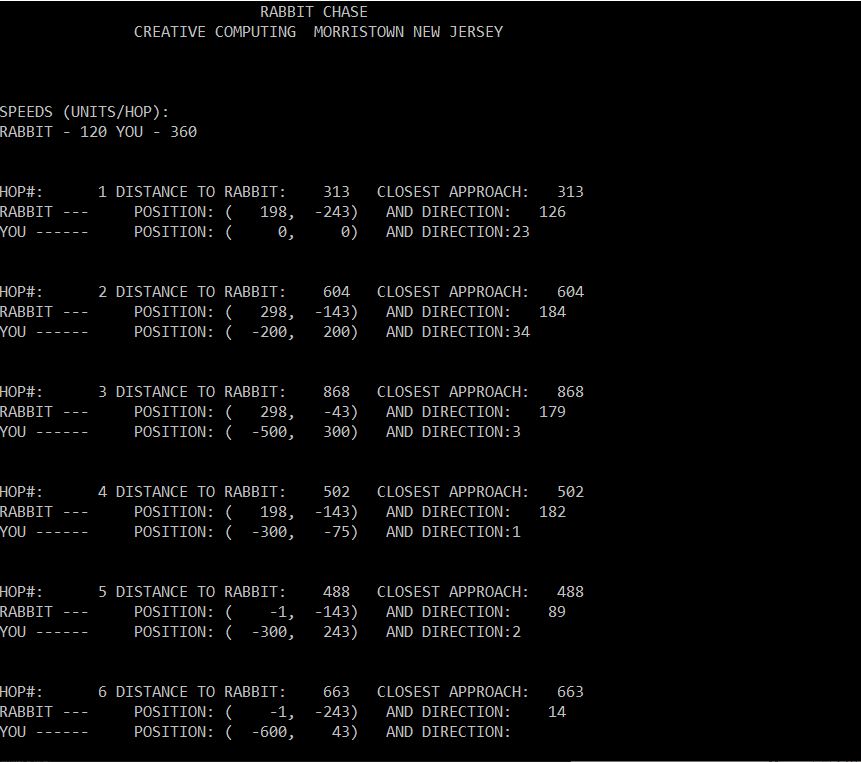 RABBIT CHASE
CREATIVE COMPUTING  MORRISTOWN NEW JERSEY
SPEEDS (UNITS/HOP):
RABBIT - 120 YOU - 360
HOP#:      1 DISTANCE TO RABBIT:    313   CLOSEST APPROACH:   313
RABBIT ---     POSITION: (   198,  -243)   AND DIRECTION:   126
YOU ------     POSITION: (     0,     0)   AND DIRECTION:23
HOP#:      2 DISTANCE TO RABBIT:    604   CLOSEST APPROACH:   604
RABBIT ---     POSITION: (   298,  -143)   AND DIRECTION:   184
YOU ------     POSITION: (  -200,   200)   AND DIRECTION:34
HOP#:      3 DISTANCE TO RABBIT:    868   CLOSEST APPROACH:   868
RABBIT ---     POSITION: (   298,   -43)   AND DIRECTION:   179
YOU ------     POSITION: (  -500,   300)   AND DIRECTION:3
HOP#:      4 DISTANCE TO RABBIT:    502   CLOSEST APPROACH:   502
RABBIT ---     POSITION: (   198,  -143)   AND DIRECTION:   182
YOU ------     POSITION: (  -300,   -75)   AND DIRECTION:1
HOP#:      5 DISTANCE TO RABBIT:    488   CLOSEST APPROACH:   488
RABBIT ---     POSITION: (    -1,  -143)   AND DIRECTION:    89
YOU ------     POSITION: (  -300,   243)   AND DIRECTION:2
HOP#:      6 DISTANCE TO RABBIT:    663   CLOSEST APPROACH:   663
RABBIT ---     POSITION: (    -1,  -243)   AND DIRECTION:    14
YOU ------     POSITION: (  -600,    43)   AND DIRECTION: